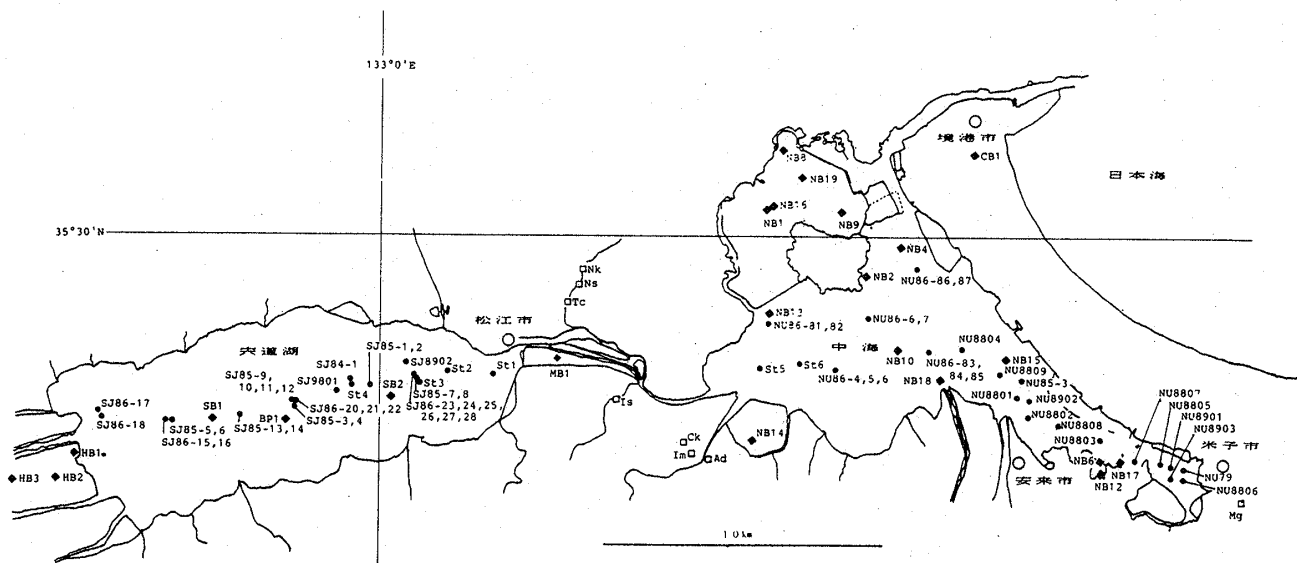 133°0'E
境港市
CB1
日本海
NB8
NB19
NB16
NB1
NB9
35°30'N
NB4
NB2
NU86-86,87
Nk
Ns
Tc
NB13
NU86-81,82
NU86-6,7
松江市
中海
NU8804
宍道湖
SJ85-1,2
SJ84-1
SJ8902
St2
St1
MB1
St5
St6
NU86-4,5,6
NB10
NU86-83,
84,85
NB18
NB15
NU8809
NU85-3
SJ85-9,
10,11,12
SJ9801
St4
SB2
St3
SJ85-7,8
SJ86-23,24,25,
26,27,28
SJ86-17
SJ86-18
SJ85-5,6
SJ86-15,16
SB1
SJ85-13,14
BP1
SJ86-20,21,22
SJ85-3,4
Is
NU8801
NU8902
NU8802
NU8808
NU8803
NU8807
NU8805
NU8901
NU8903
米子市
HB1
HB3
HB2
Ck
Im
Ad
NB14
安来市
NB6
NB17
NB12
NU79
NU8806
Mg
10km